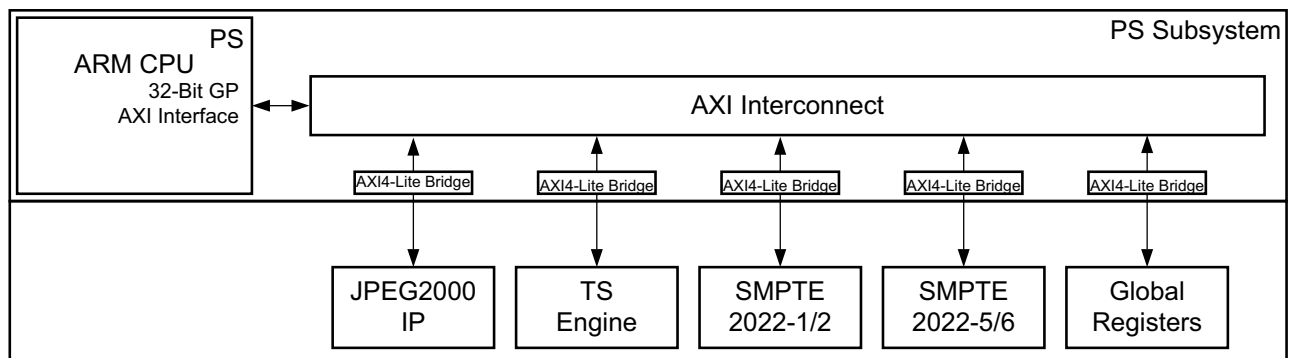 PS Subsystem
PS
ARM CPU
32-Bit GP
AXI Interface
AXI Interconnect
AXI4-Lite Bridge
AXI4-Lite Bridge
AXI4-Lite Bridge
AXI4-Lite Bridge
AXI4-Lite Bridge
JPEG2000
IP
TS
Engine
SMPTE
2022-1/2
SMPTE
2022-5/6
Global
Registers